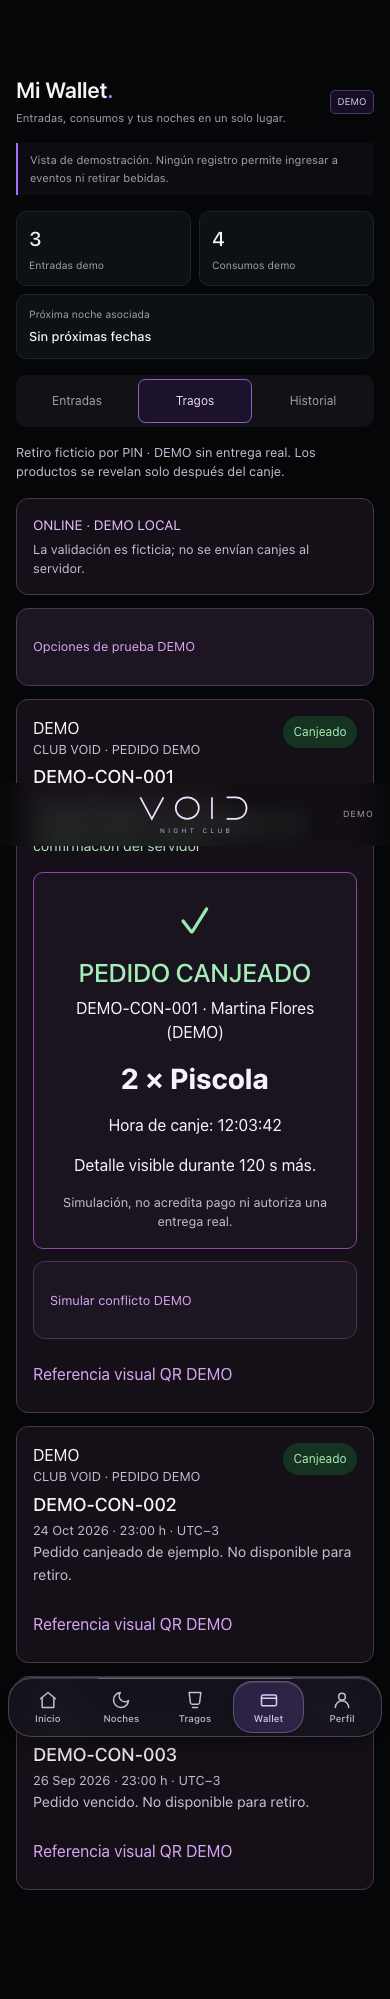 Mi Wallet.
DEMO
Entradas, consumos y tus noches en un solo lugar.
Vista de demostración. Ningún registro permite ingresar a
eventos ni retirar bebidas.
3
Entradas demo
4
Consumos demo
Próxima noche asociada
Sin próximas fechas
Entradas
Tragos
Historial
Retiro ficticio por PIN · DEMO sin entrega real. Los
productos se revelan solo después del canje.
ONLINE · DEMO LOCAL
La validación es ficticia; no se envían canjes al
servidor.
Opciones de prueba DEMO
DEMO
Canjeado
CLUB VOID · PEDIDO DEMO
DEMO-CON-001
VOID
NIGHT CLUB
DEMO
confirmación del servidor
PEDIDO CANJEADO
DEMO-CON-001 · Martina Flores
(DEMO)
2 × Piscola
Hora de canje: 12:03:42
Detalle visible durante 120 s más.
Simulación, no acredita pago ni autoriza una
entrega real.
Simular conflicto DEMO
Referencia visual QR DEMO
DEMO
Canjeado
CLUB VOID · PEDIDO DEMO
DEMO-CON-002
24 Oct 2026 · 23:00 h · UTC−3
Pedido canjeado de ejemplo. No disponible para
retiro.
Referencia visual QR DEMO
Inicio
Noches
Tragos
Wallet
Perfil
DEMO-CON-003
26 Sep 2026 · 23:00 h · UTC−3
Pedido vencido. No disponible para retiro.
Referencia visual QR DEMO